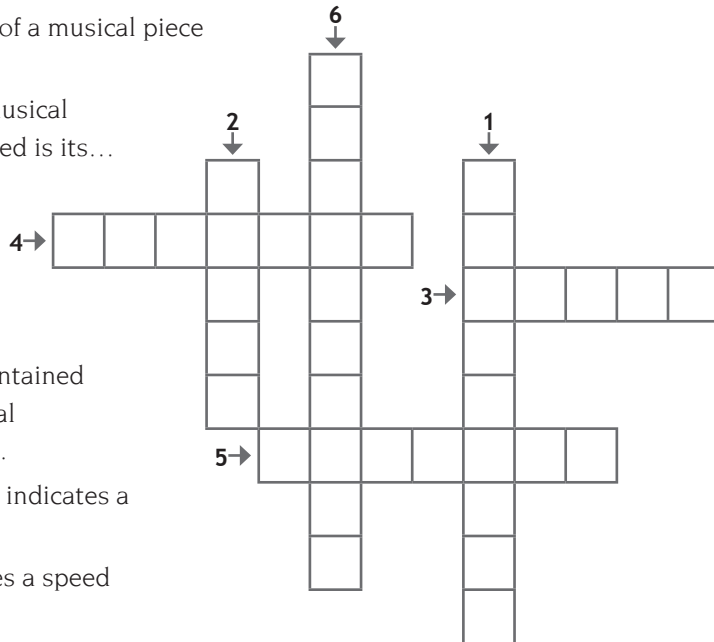 of a musical piece
6
usical
ed is its…
2
1
4
3
ntained
al
.
5
indicates a
es a speed